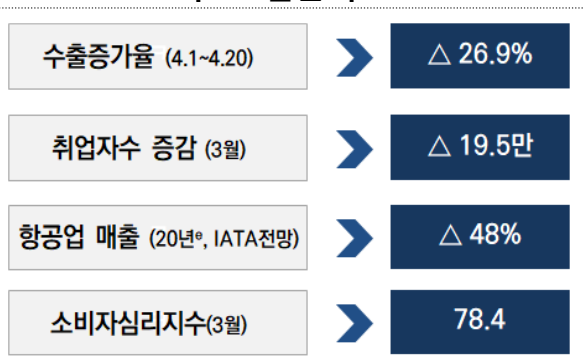 수출증가율 (4.1~4.20)
△ 26.9%
취업자수 증감 (3월)
△ 19.5만
항공업 매출 (20년ᵉ, IATA전망)
△ 48%
소비자심리지수(3월)
78.4